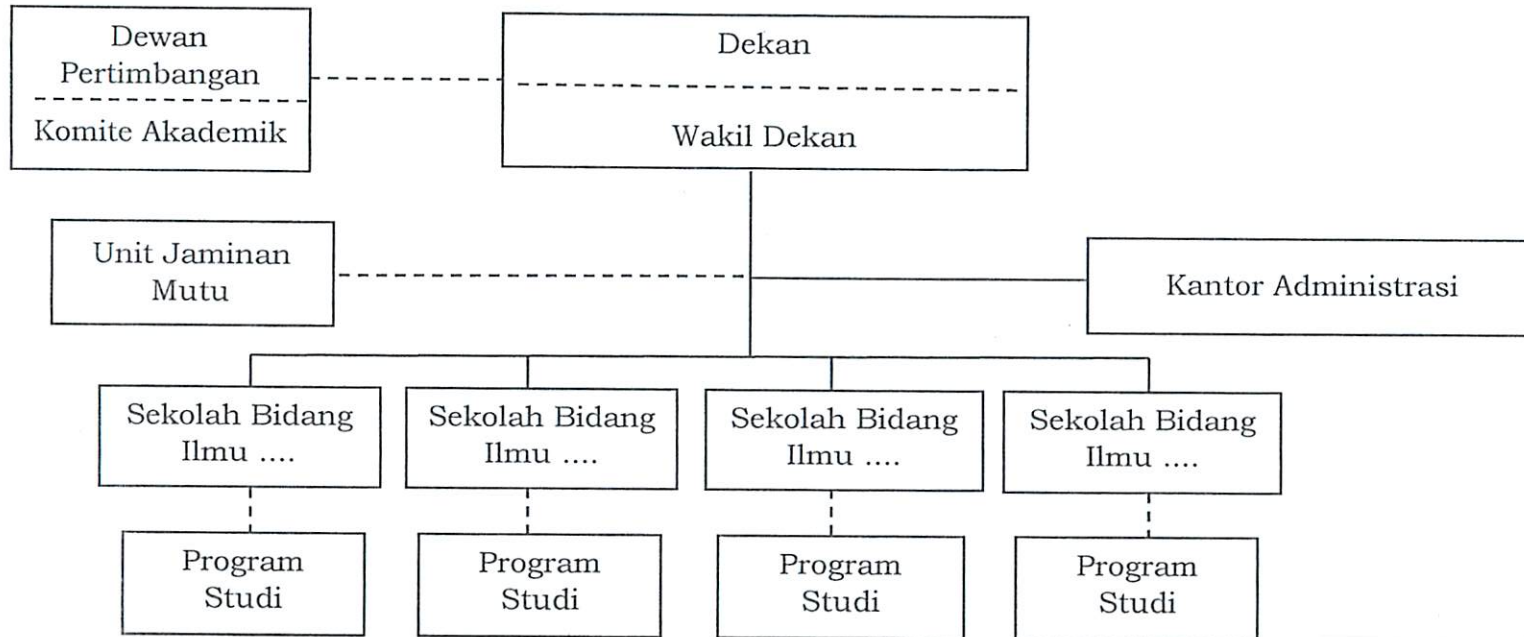 Dewan
Pertimbangan
Komite Akademik
Dekan
Wakil Dekan
Unit Jaminan
Mutu
Kantor Administrasi
Sekolah Bidang
Ilmu ....
Sekolah Bidang
Ilmu ....
Sekolah Bidang
Ilmu ....
Sekolah Bidang
Ilmu ....
Program
Studi
Program
Studi
Program
Studi
Program
Studi